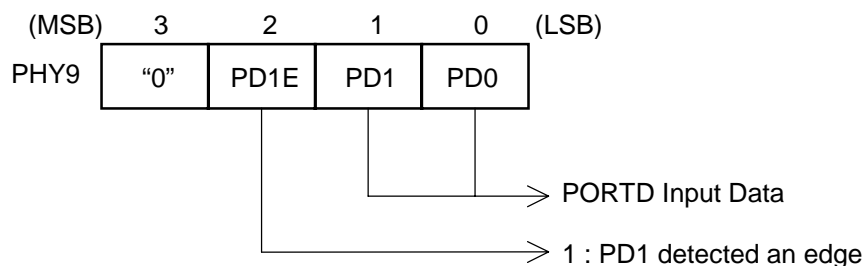 (MSB) 3 2 1 0 (LSB)
PHY9 “0” PD1E PD1 PD0
PORTD Input Data
1 : PD1 detected an edge